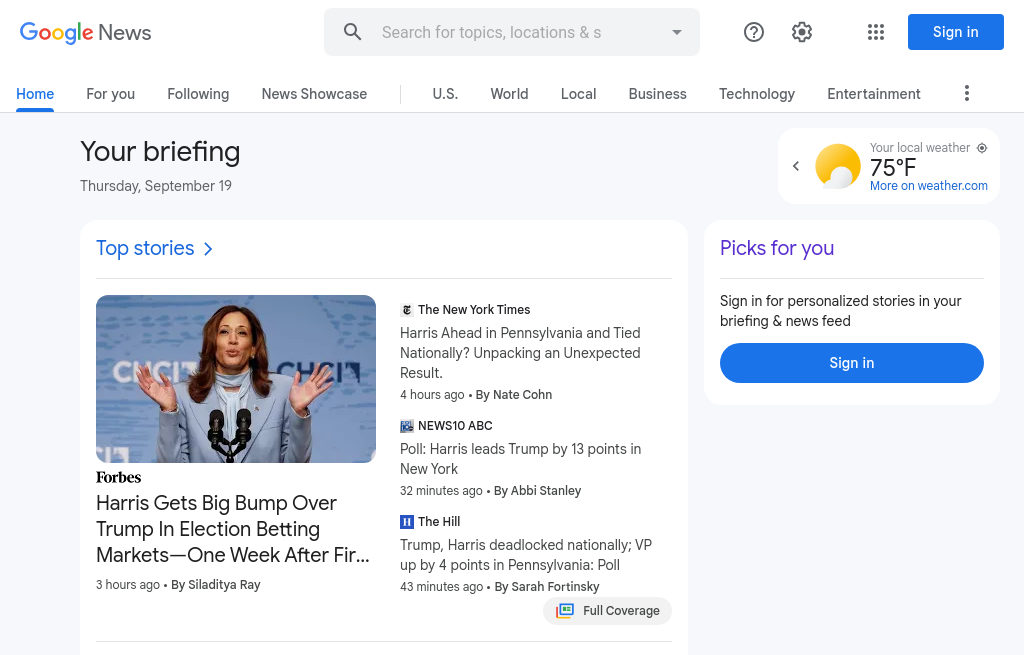 Google News
Search for topics, locations & s
Sign in
Home For you Following News Showcase U.S. World Local Business Technology Entertainment
Your briefing
Thursday, September 19
Your local weather
75°F
More on weather.com
Top stories
CHCI CHCI
Forbes
Harris Gets Big Bump Over
Trump In Election Betting
Markets—One Week After Fir...
3 hours ago • By Siladitya Ray
The New York Times
Harris Ahead in Pennsylvania and Tied
Nationally? Unpacking an Unexpected
Result.
4 hours ago • By Nate Cohn
NEWS10 ABC
Poll: Harris leads Trump by 13 points in
New York
32 minutes ago • By Abbi Stanley
H The Hill
Trump, Harris deadlocked nationally; VP
up by 4 points in Pennsylvania: Poll
43 minutes ago • By Sarah Fortinsky
Full Coverage
Picks for you
Sign in for personalized stories in your
briefing & news feed
Sign in